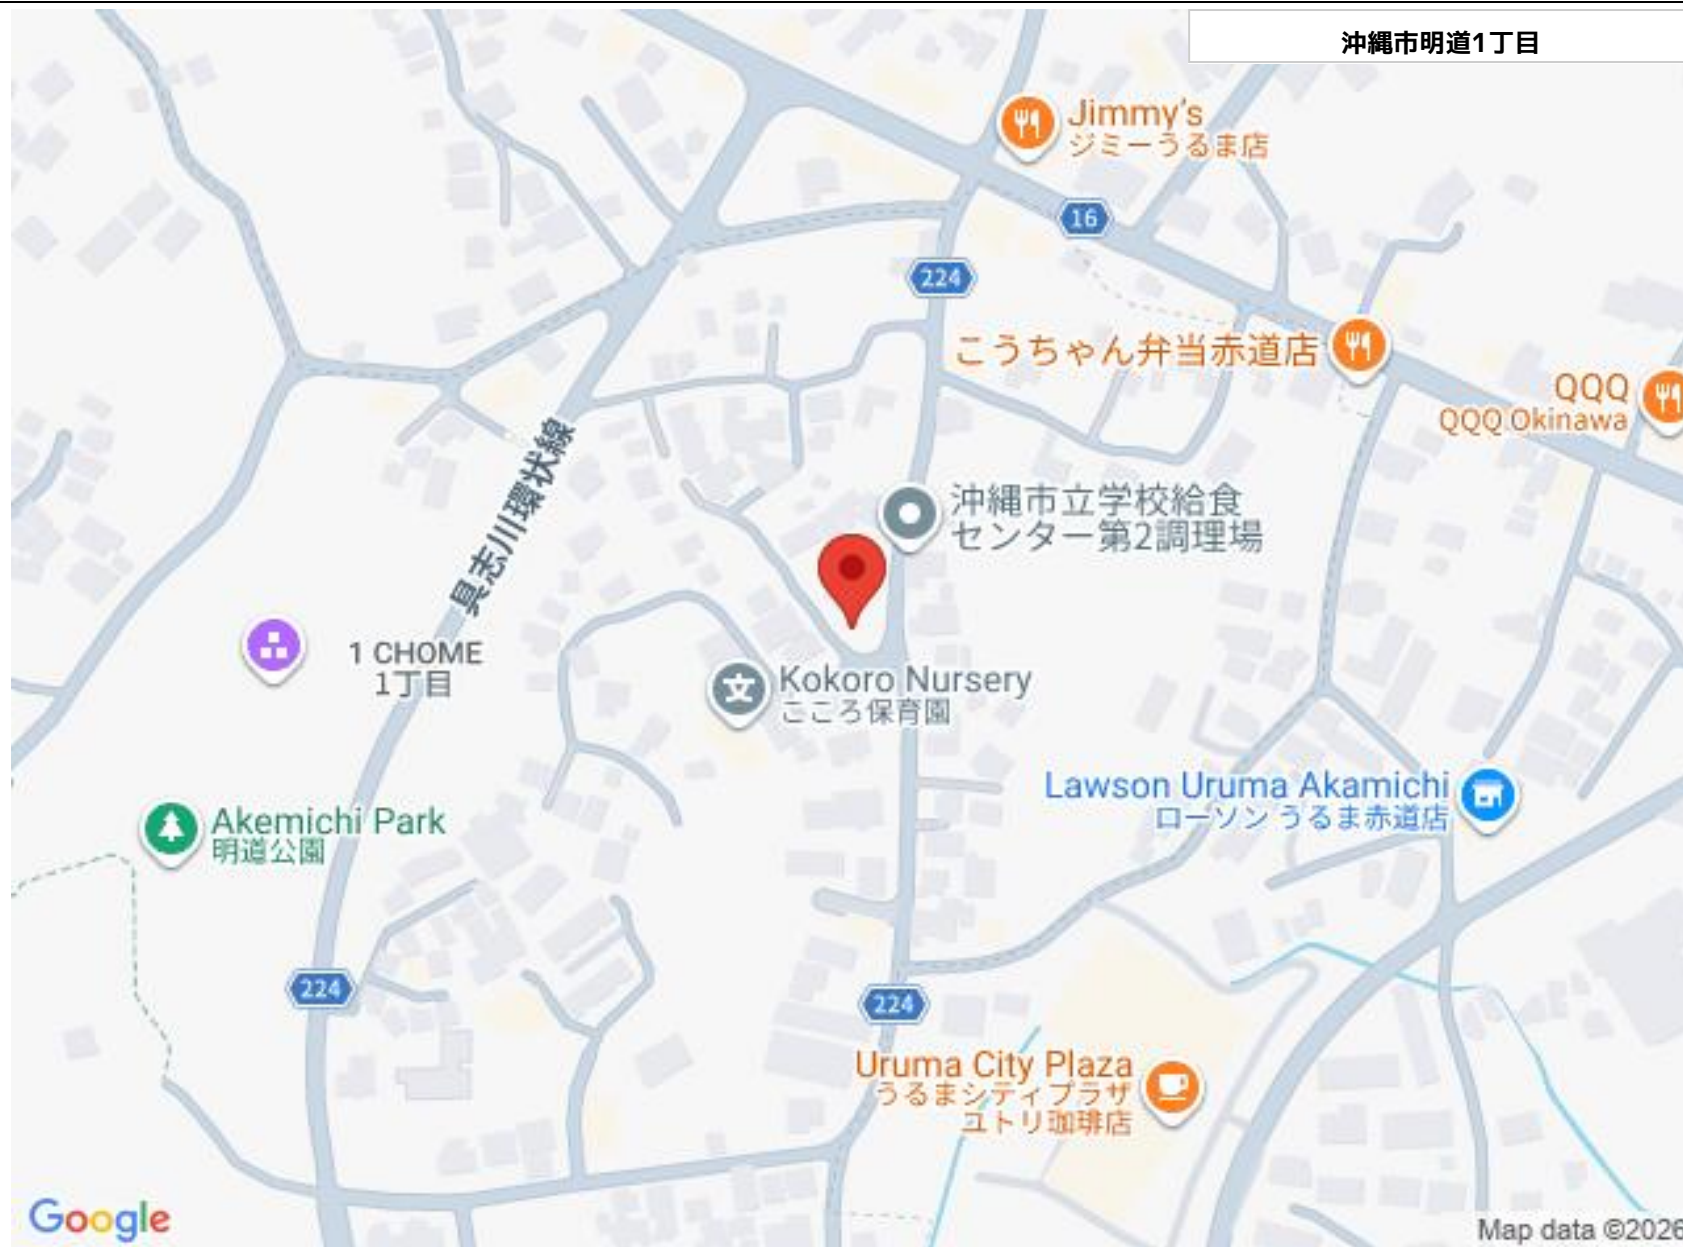 沖縄市明道1丁目
Jimmy's
ジミーうるま店
16
224
こうちゃん弁当赤道店
QQQ
QQQ Okinawa
具志川環状線
沖縄市立学校給食
センター第2調理場
1 CHOME
1丁目
Kokoro Nursery
こころ保育園
Lawson Uruma Akamichi
ローソン うるま赤道店
Akemichi Park
明道公園
224
224
Uruma City Plaza
うるまシティプラザ
ユトリ珈琲店
Google
Map data ©2026